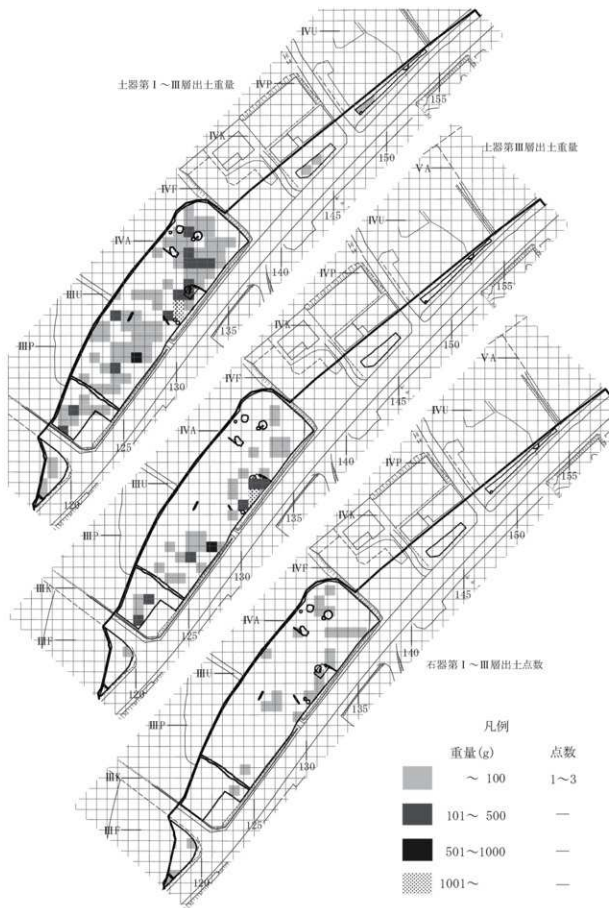 土器第Ⅰ～Ⅲ層出土重量
ⅣU
ⅣP
ⅣK
ⅣF
ⅣA
ⅢU
ⅢP
155
150
145
140
135
130
125
120
土器第Ⅲ層出土重量
ⅤA
ⅣU
ⅣP
ⅣK
ⅣF
ⅣA
ⅢU
ⅢP
ⅢK
ⅢF
155
150
145
140
135
130
125
120
石器第Ⅰ～Ⅲ層出土点数
ⅤA
ⅣU
ⅣP
ⅣK
ⅣF
ⅣA
ⅢU
ⅢP
ⅢK
ⅢF
155
150
145
140
135
130
125
120
凡例
重量(g) 点数
～ 100 1～3
101～ 500 ―
501～1000 ―
1001～ ―